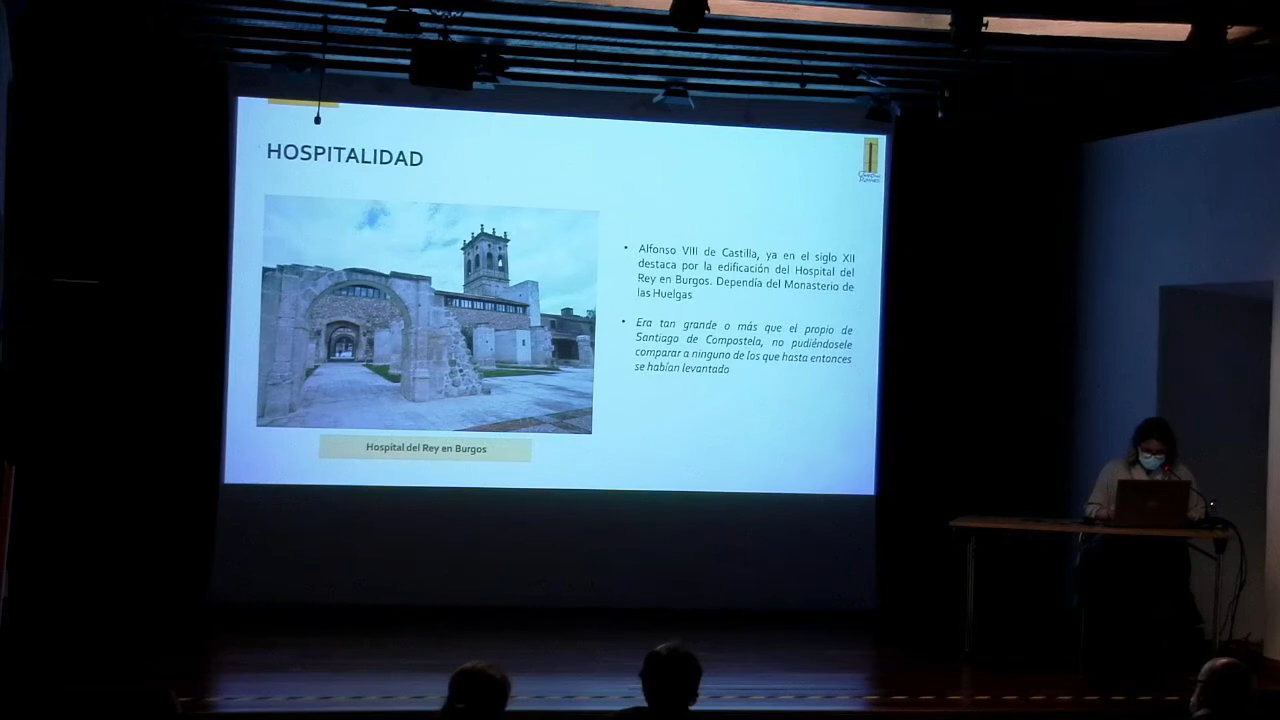 HOSPITALIDAD
• Alfonso VIII de Castilla, ya en el siglo XII
destaca por la edificación del Hospital del
Rey en Burgos. Dependía del Monasterio de
las Huelgas
• Era tan grande o más que el propio de
Santiago de Compostela, no pudiéndosele
comparar a ninguno de los que hasta entonces
se habían levantado
Hospital del Rey en Burgos